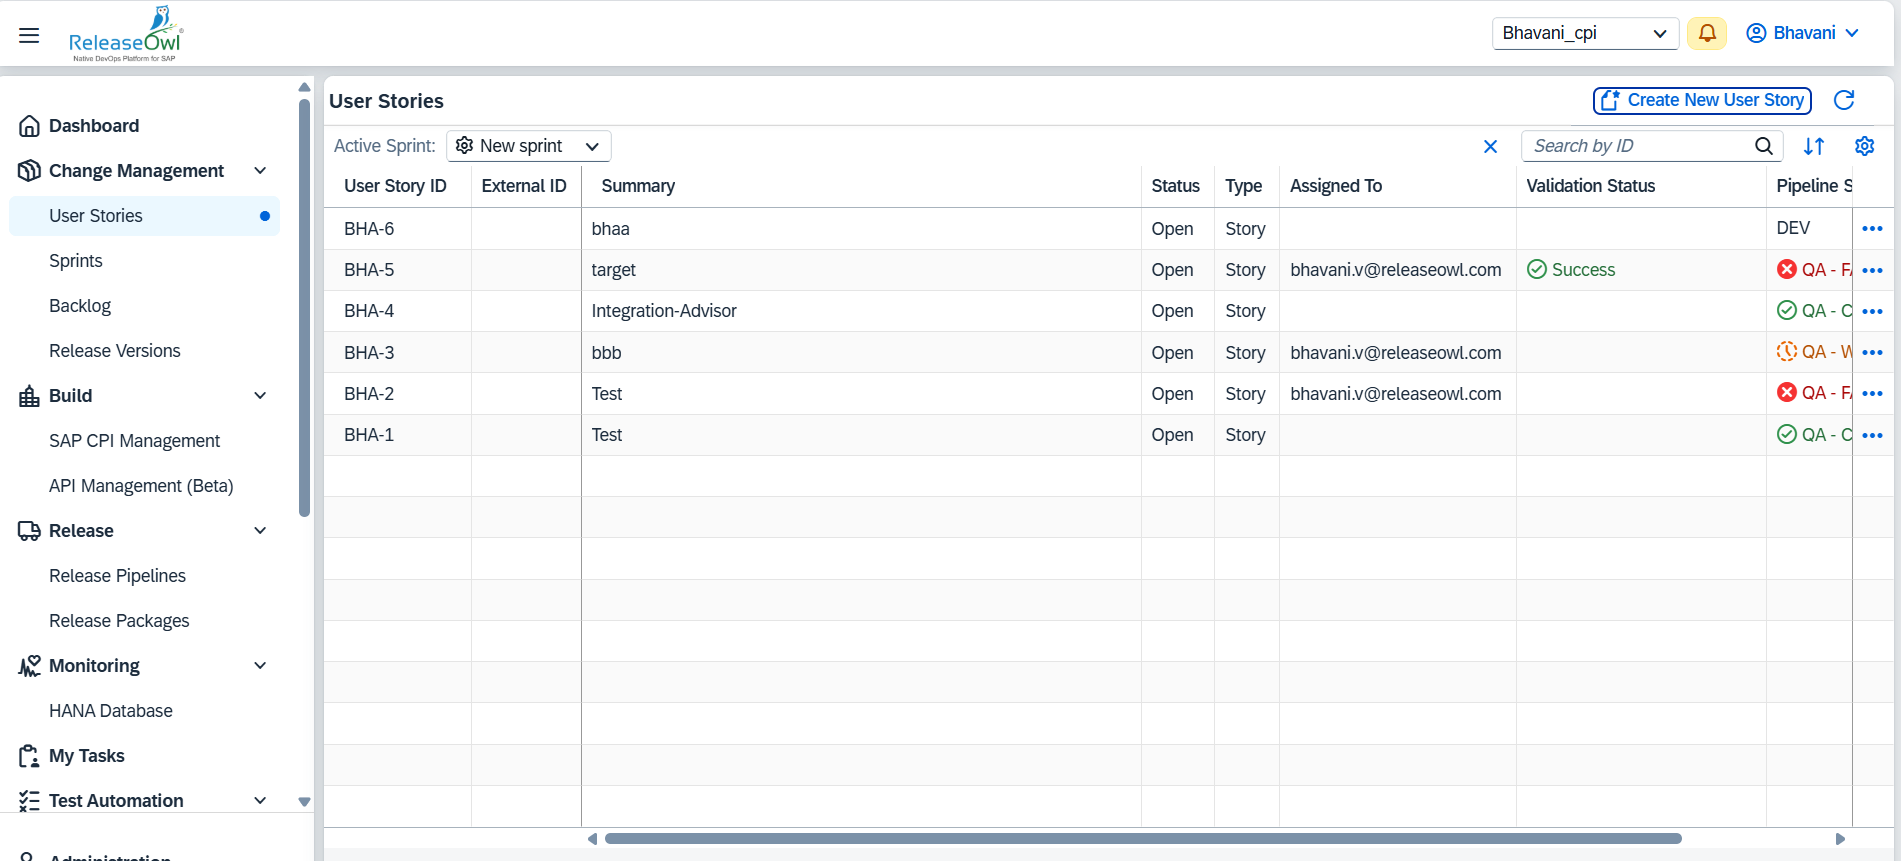 ReleaseOwl
Native DevOps Platform for SAP
Bhavani_cpi
Bhavani
Dashboard
Change Management
User Stories
Sprints
Backlog
Release Versions
Build
SAP CPI Management
API Management (Beta)
Release
Release Pipelines
Release Packages
Monitoring
HANA Database
My Tasks
Test Automation
Administration
User Stories
Create New User Story
Active Sprint: New sprint
Search by ID
User Story ID External ID Summary Status Type Assigned To Validation Status Pipeline S
BHA-6 bhaa Open Story DEV
BHA-5 target Open Story bhavani.v@releaseowl.com Success QA - FA
BHA-4 Integration-Advisor Open Story QA - C
BHA-3 bbb Open Story bhavani.v@releaseowl.com QA - W
BHA-2 Test Open Story bhavani.v@releaseowl.com QA - FA
BHA-1 Test Open Story QA - C